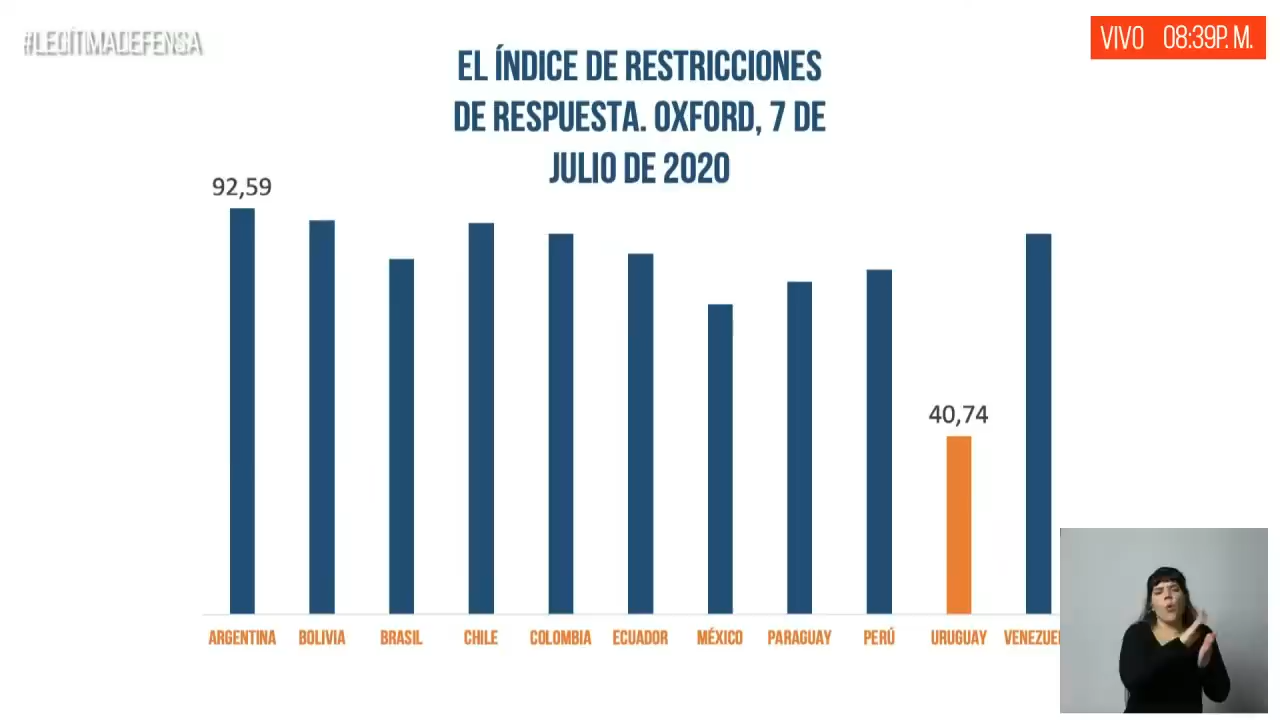 #LEGÍTIMADEFENSA
VIVO 08:39P. M.
EL ÍNDICE DE RESTRICCIONES
DE RESPUESTA. OXFORD, 7 DE
JULIO DE 2020
92,59
40,74
ARGENTINA BOLIVIA BRASIL CHILE COLOMBIA ECUADOR MÉXICO PARAGUAY PERÚ URUGUAY